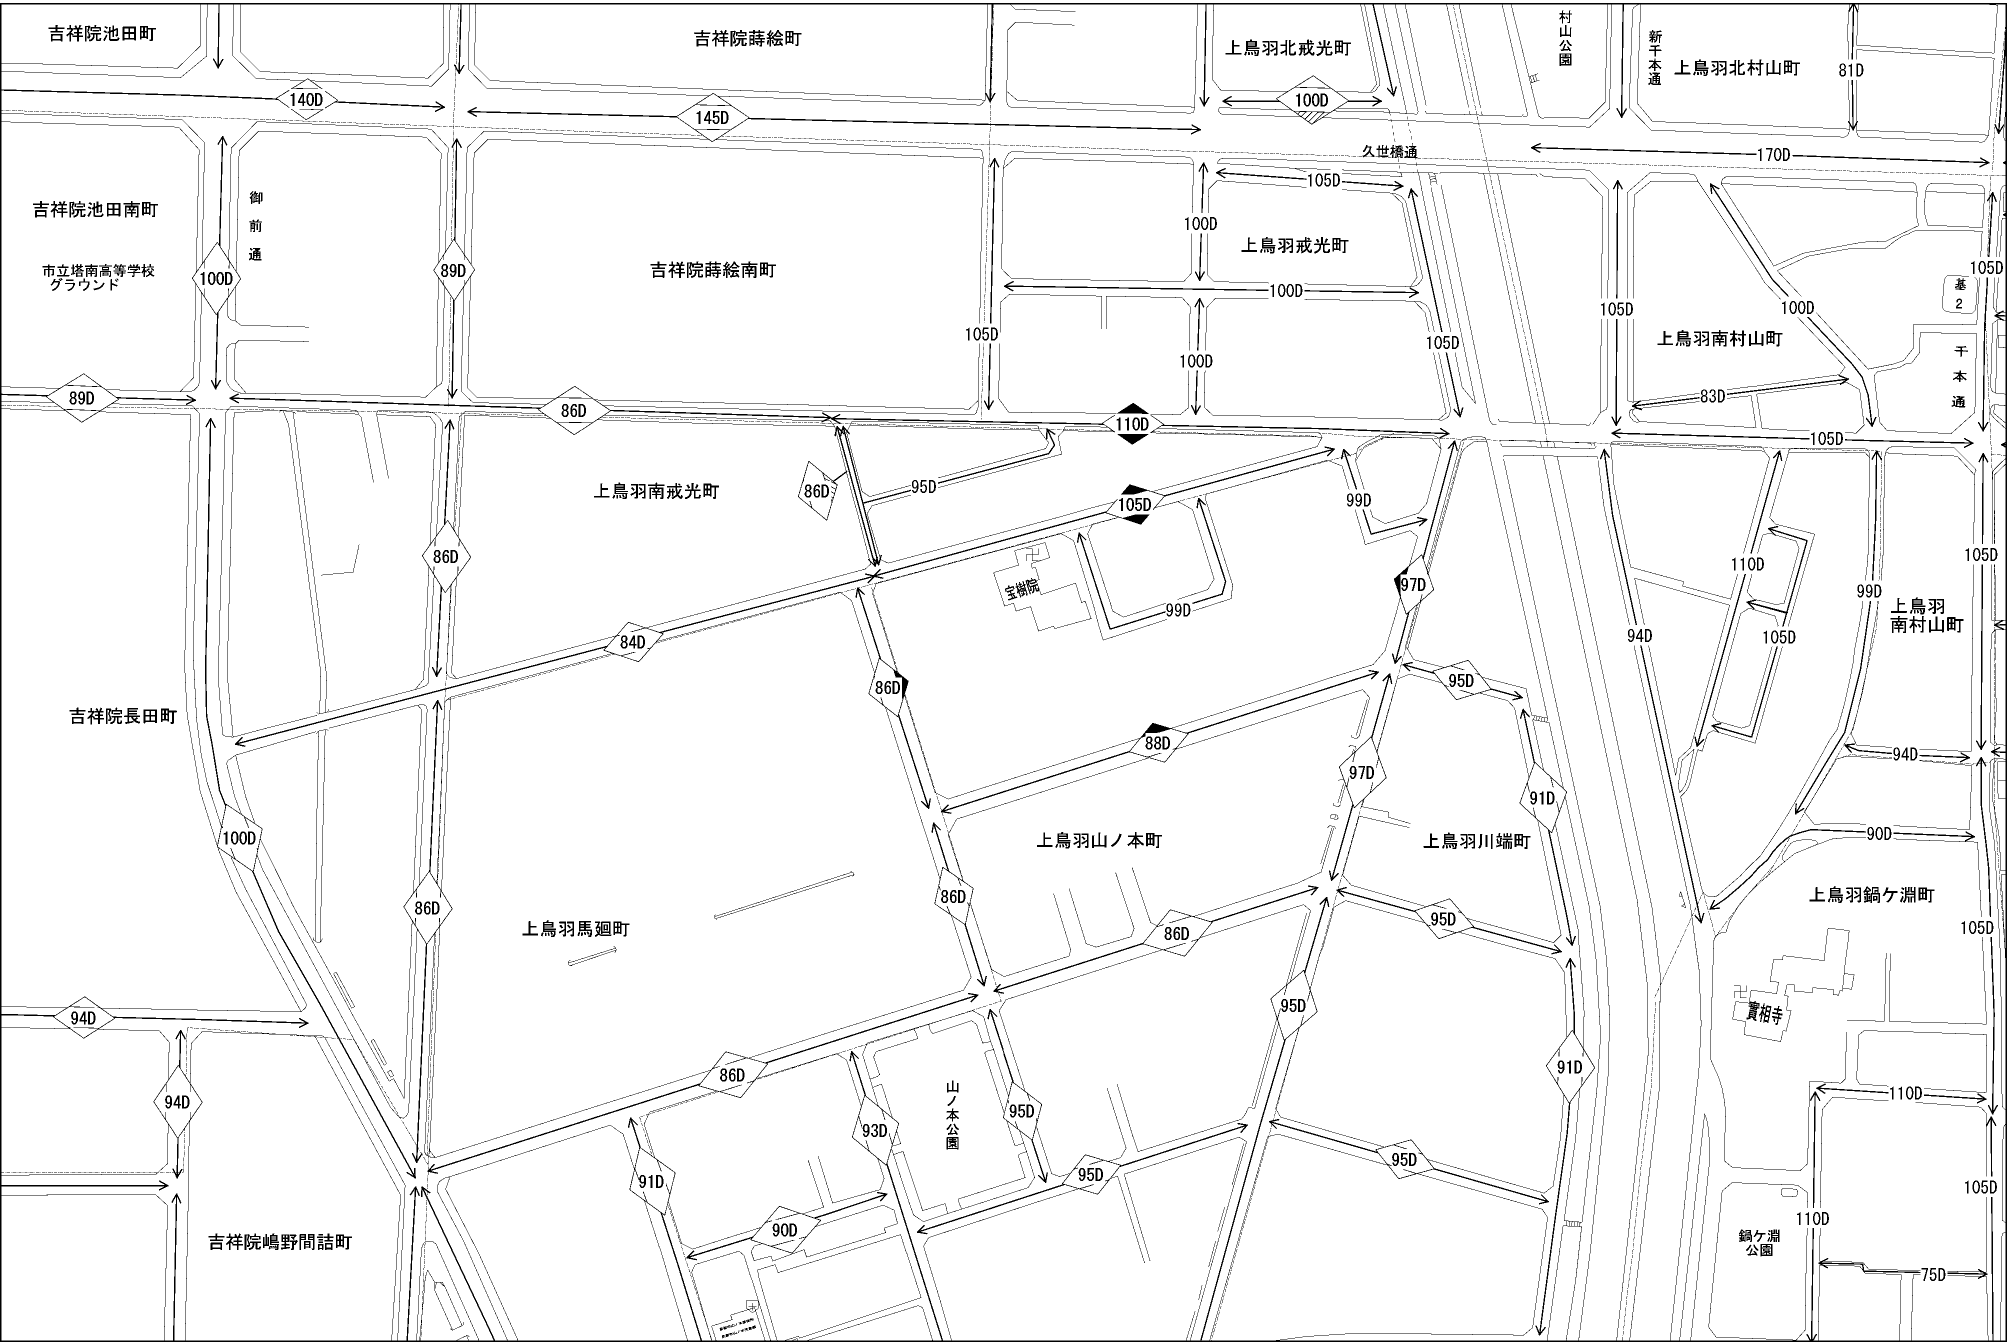 吉祥院池田町
吉祥院蒔絵町
上鳥羽北戒光町
村山公園
新千本通
上鳥羽北村山町
81D
140D
145D
100D
久世橋通
170D
吉祥院池田南町
御前通
市立塔南高等学校
グラウンド
100D
89D
吉祥院蒔絵南町
105D
100D
105D
上鳥羽戒光町
100D
100D
105D
105D
上鳥羽南村山町
100D
105D
基
2
千本通
83D
89D
86D
110D
105D
上鳥羽南戒光町
86D
95D
105D
99D
86D
宝樹院
99D
97D
110D
105D
94D
99D
105D
上鳥羽
南村山町
84D
86D
95D
吉祥院長田町
88D
97D
91D
94D
100D
86D
上鳥羽山ノ本町
上鳥羽川端町
90D
上鳥羽馬廻町
86D
86D
95D
上鳥羽鍋ケ淵町
105D
94D
95D
實相寺
94D
86D
山ノ本公園
95D
93D
91D
110D
91D
95D
95D
105D
90D
110D
吉祥院嶋野間詰町
鍋ケ淵
公園
75D